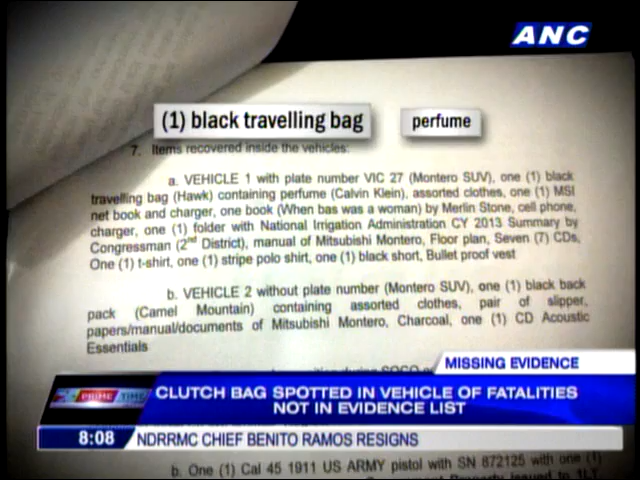 ANC
(1) black travelling bag
perfume
7. Items recovered inside the vehicles:
a. VEHICLE 1 with plate number VIC 27 (Montero SUV), one (1) black
travelling bag (Hawk) containing perfume (Calvin Klein), assorted clothes, one (1) MSI
net book and charger, one book (When bas was a woman) by Merlin Stone, cell phone,
charger, one (1) folder with National Irrigation Administration CY 2013 Summary by
Congressman (2nd District), manual of Mitsubishi Montero, Floor plan, Seven (7) CDs,
One (1) t-shirt, one (1) stripe polo shirt, one (1) black short, Bullet proof vest
b. VEHICLE 2 without plate number (Montero SUV), one (1) black back
pack (Camel Mountain) containing assorted clothes, pair of slipper,
papers/manual/documents of Mitsubishi Montero, Charcoal, one (1) CD Acoustic
Essentials
MISSING EVIDENCE
PRIME TIME
CLUTCH BAG SPOTTED IN VEHICLE OF FATALITIES
NOT IN EVIDENCE LIST
8:08 NDRRMC CHIEF BENITO RAMOS RESIGNS
b. One (1) Cal 45 1911 US ARMY pistol with SN 872125 with one (1)